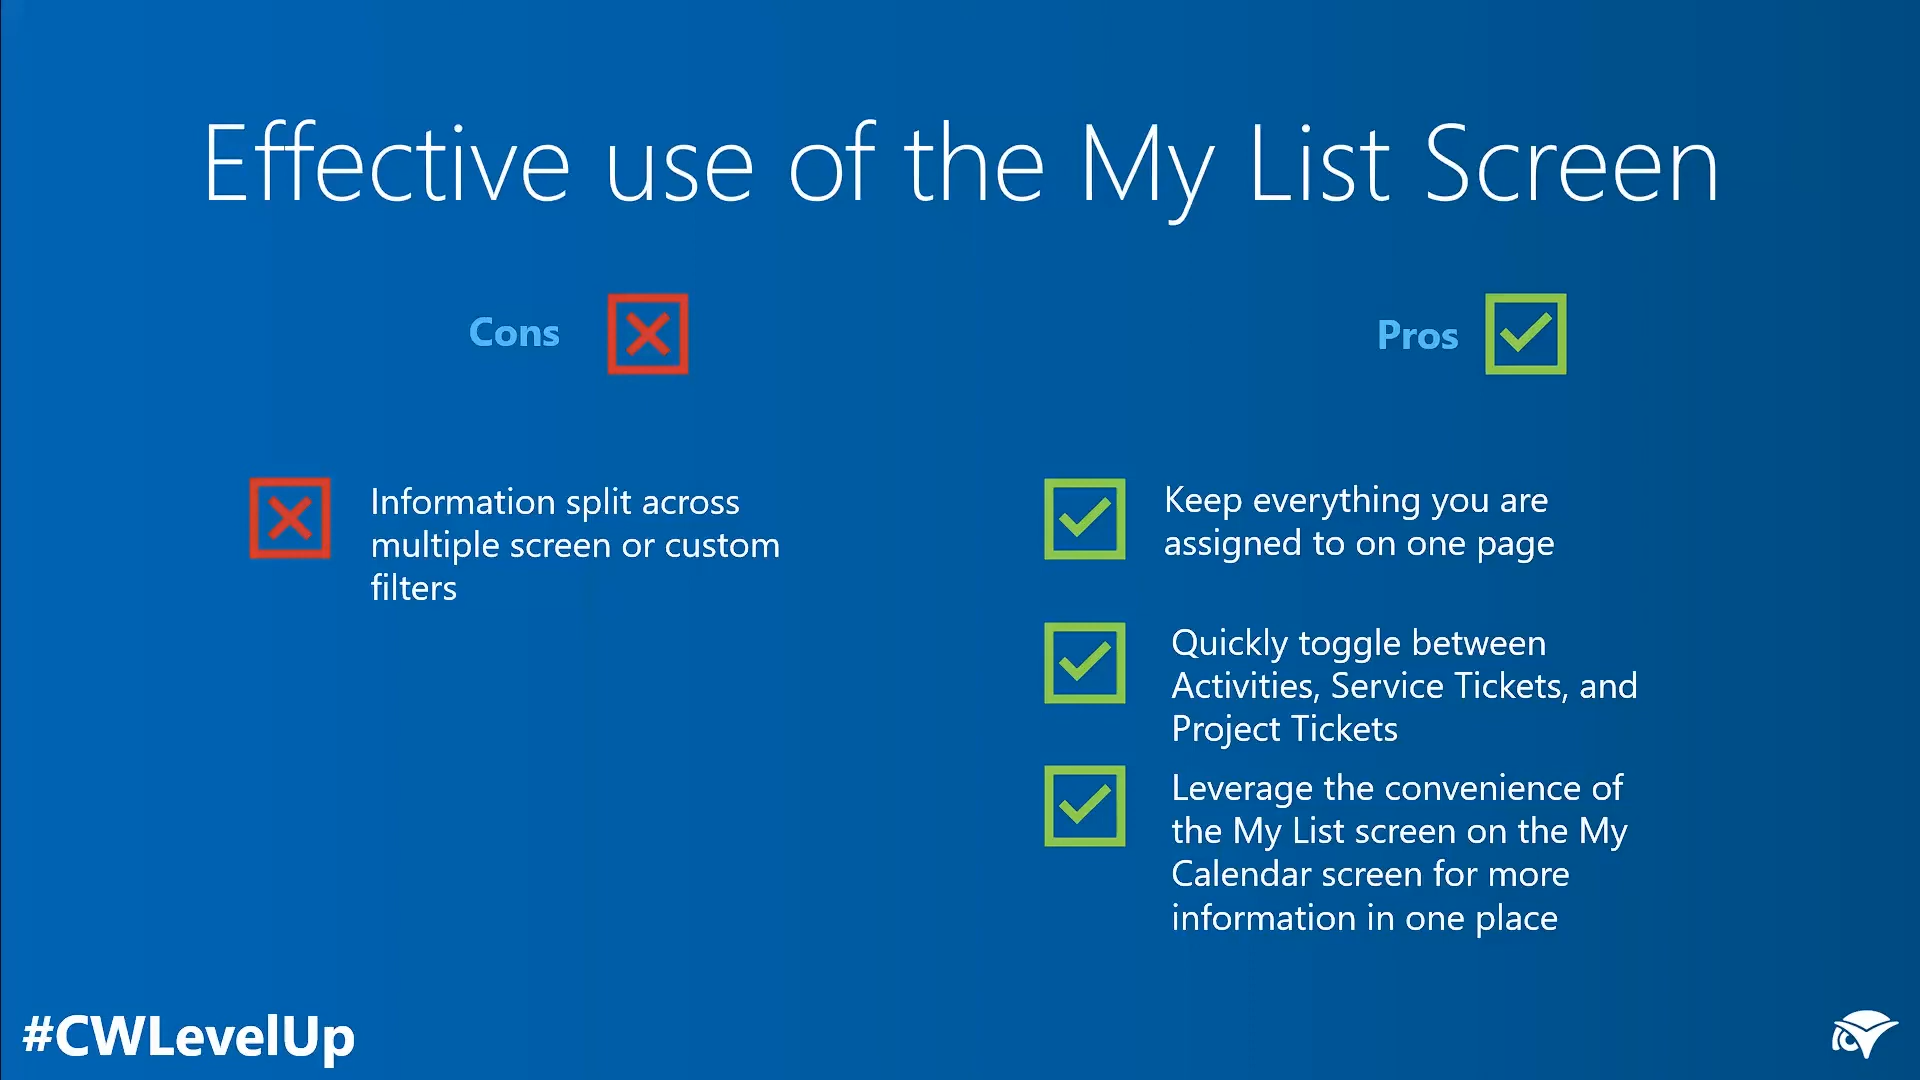 Effective use of the My List Screen
Cons
Pros
Information split across
multiple screen or custom
filters
Keep everything you are
assigned to on one page
Quickly toggle between
Activities, Service Tickets, and
Project Tickets
Leverage the convenience of
the My List screen on the My
Calendar screen for more
information in one place
#CWLevelUp